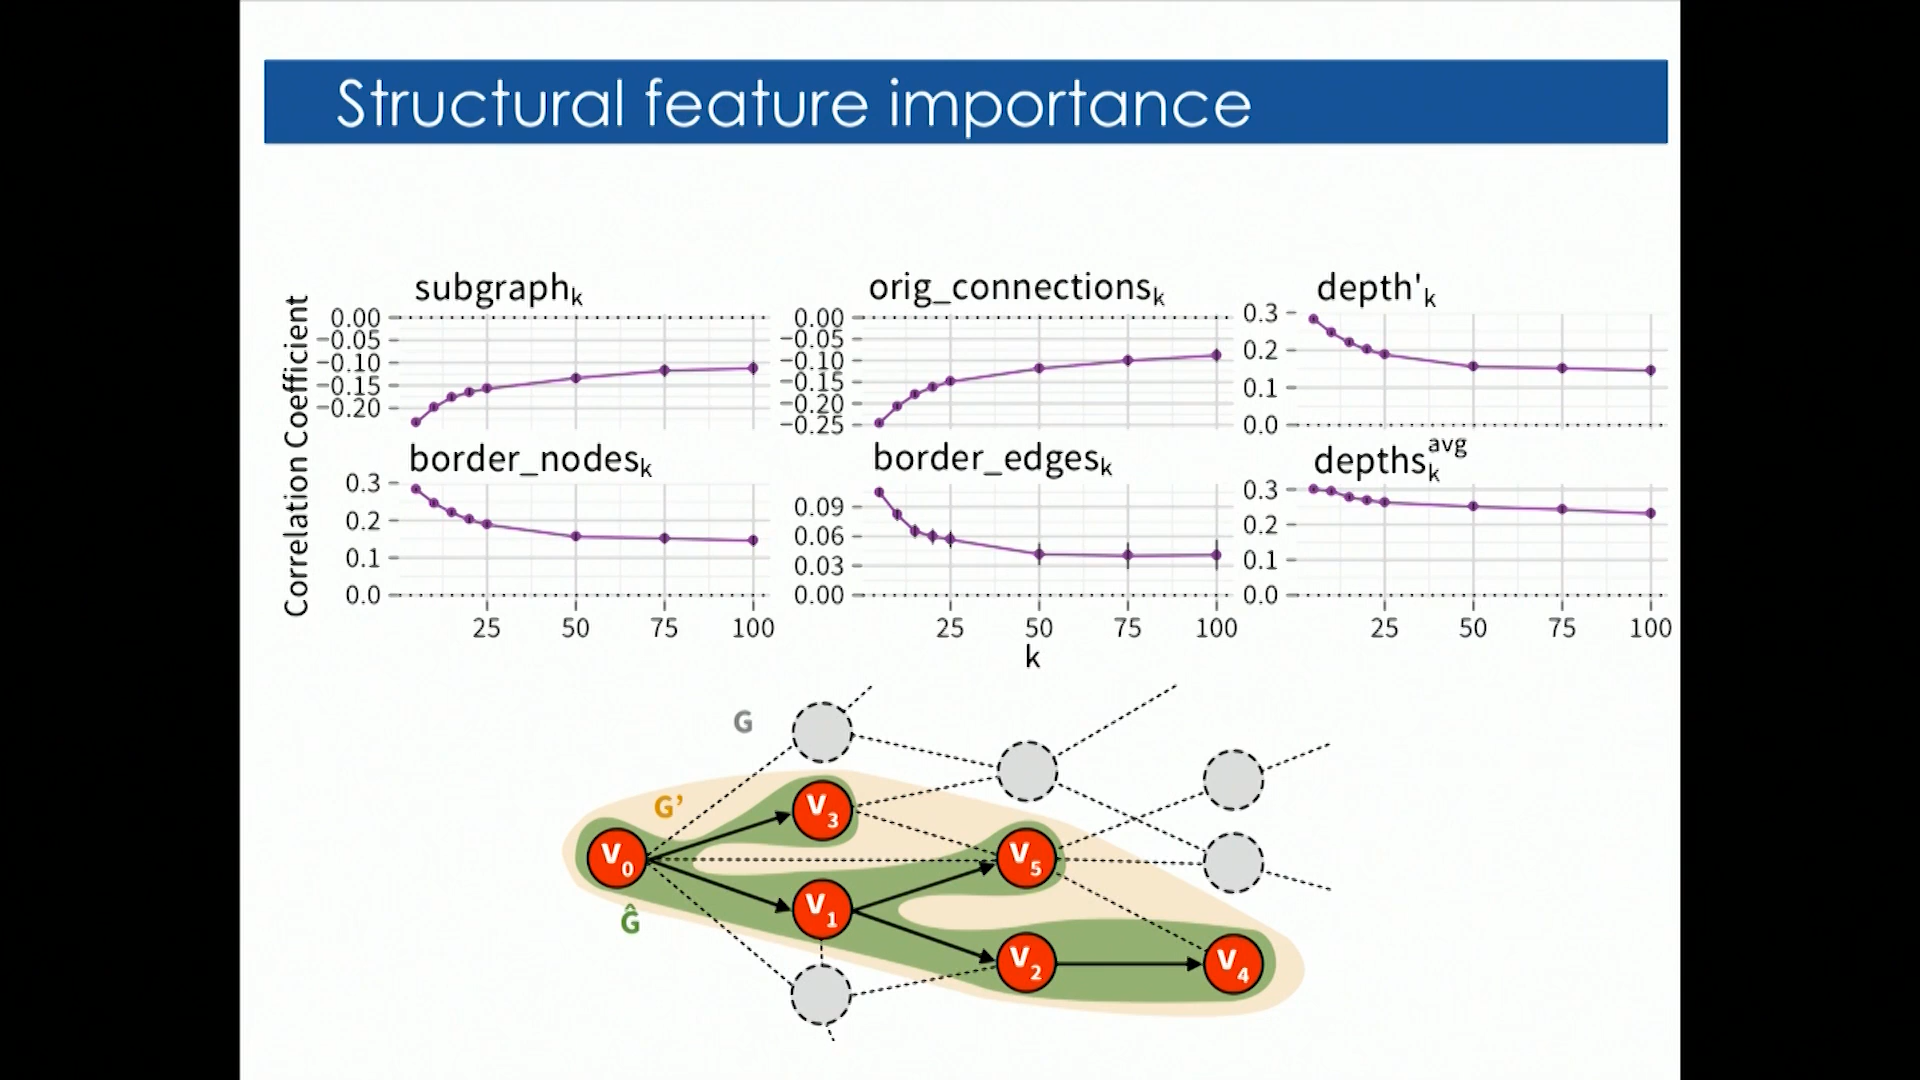 Structural feature importance
Correlation Coefficient
subgraphk
0.00
−0.05
−0.10
−0.15
−0.20
orig_connectionsk
0.00
−0.05
−0.10
−0.15
−0.20
−0.25
depth'k
0.3
0.2
0.1
0.0
border_nodesk
0.3
0.2
0.1
0.0
25 50 75 100
border_edgesk
0.09
0.06
0.03
0.00
25 50 75 100
depthskavg
0.3
0.2
0.1
0.0
25 50 75 100
k
G
G’
Ĝ
V0
V3
V1
V5
V2
V4